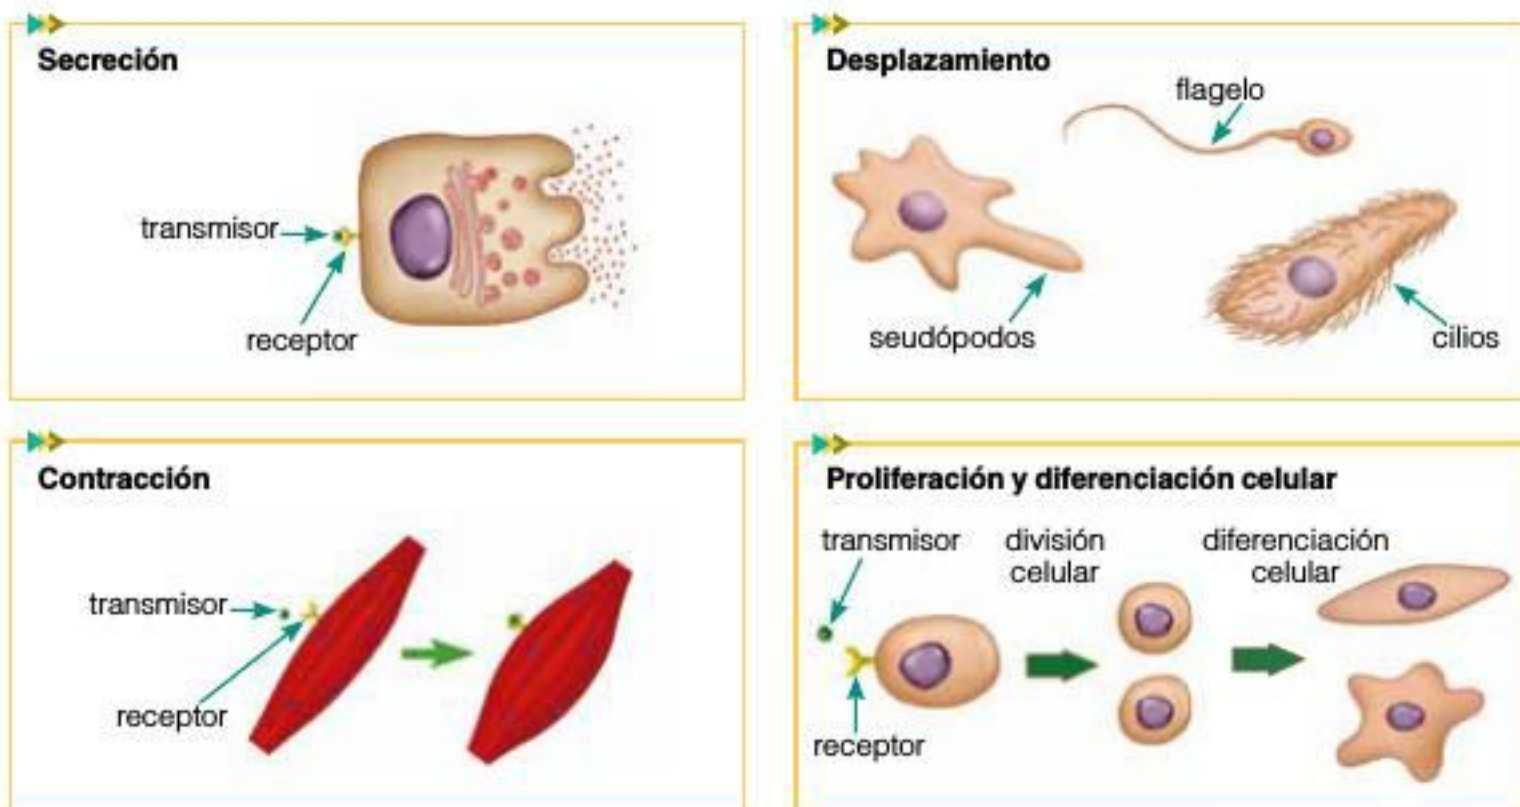 Secreción
transmisor
receptor
Desplazamiento
flagelo
seudópodos
cilios
Contracción
transmisor
receptor
Proliferación y diferenciación celular
transmisor
división
celular
diferenciación
celular
receptor